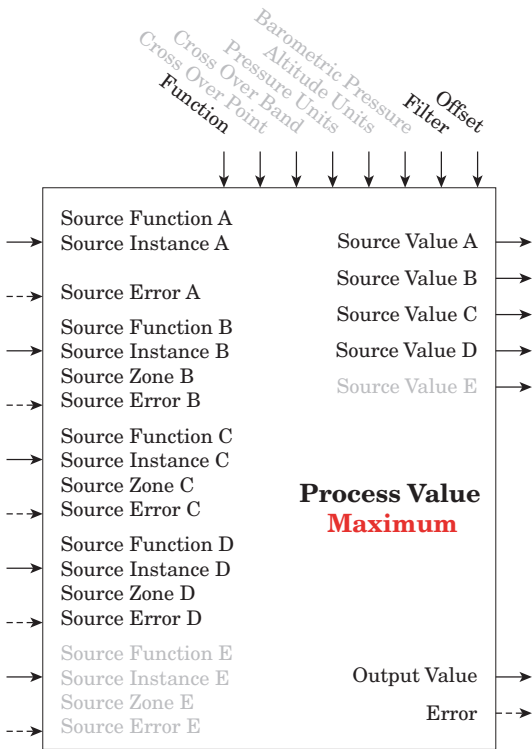 Function
Cross Over Point
Cross Over Band
Pressure Units
Altitude Units
Barometric Pressure
Filter
Offset
Source Function A
Source Instance A
Source Error A
Source Function B
Source Instance B
Source Zone B
Source Error B
Source Function C
Source Instance C
Source Zone C
Source Error C
Source Function D
Source Instance D
Source Zone D
Source Error D
Source Function E
Source Instance E
Source Zone E
Source Error E
Source Value A
Source Value B
Source Value C
Source Value D
Source Value E
Process Value
Maximum
Output Value
Error